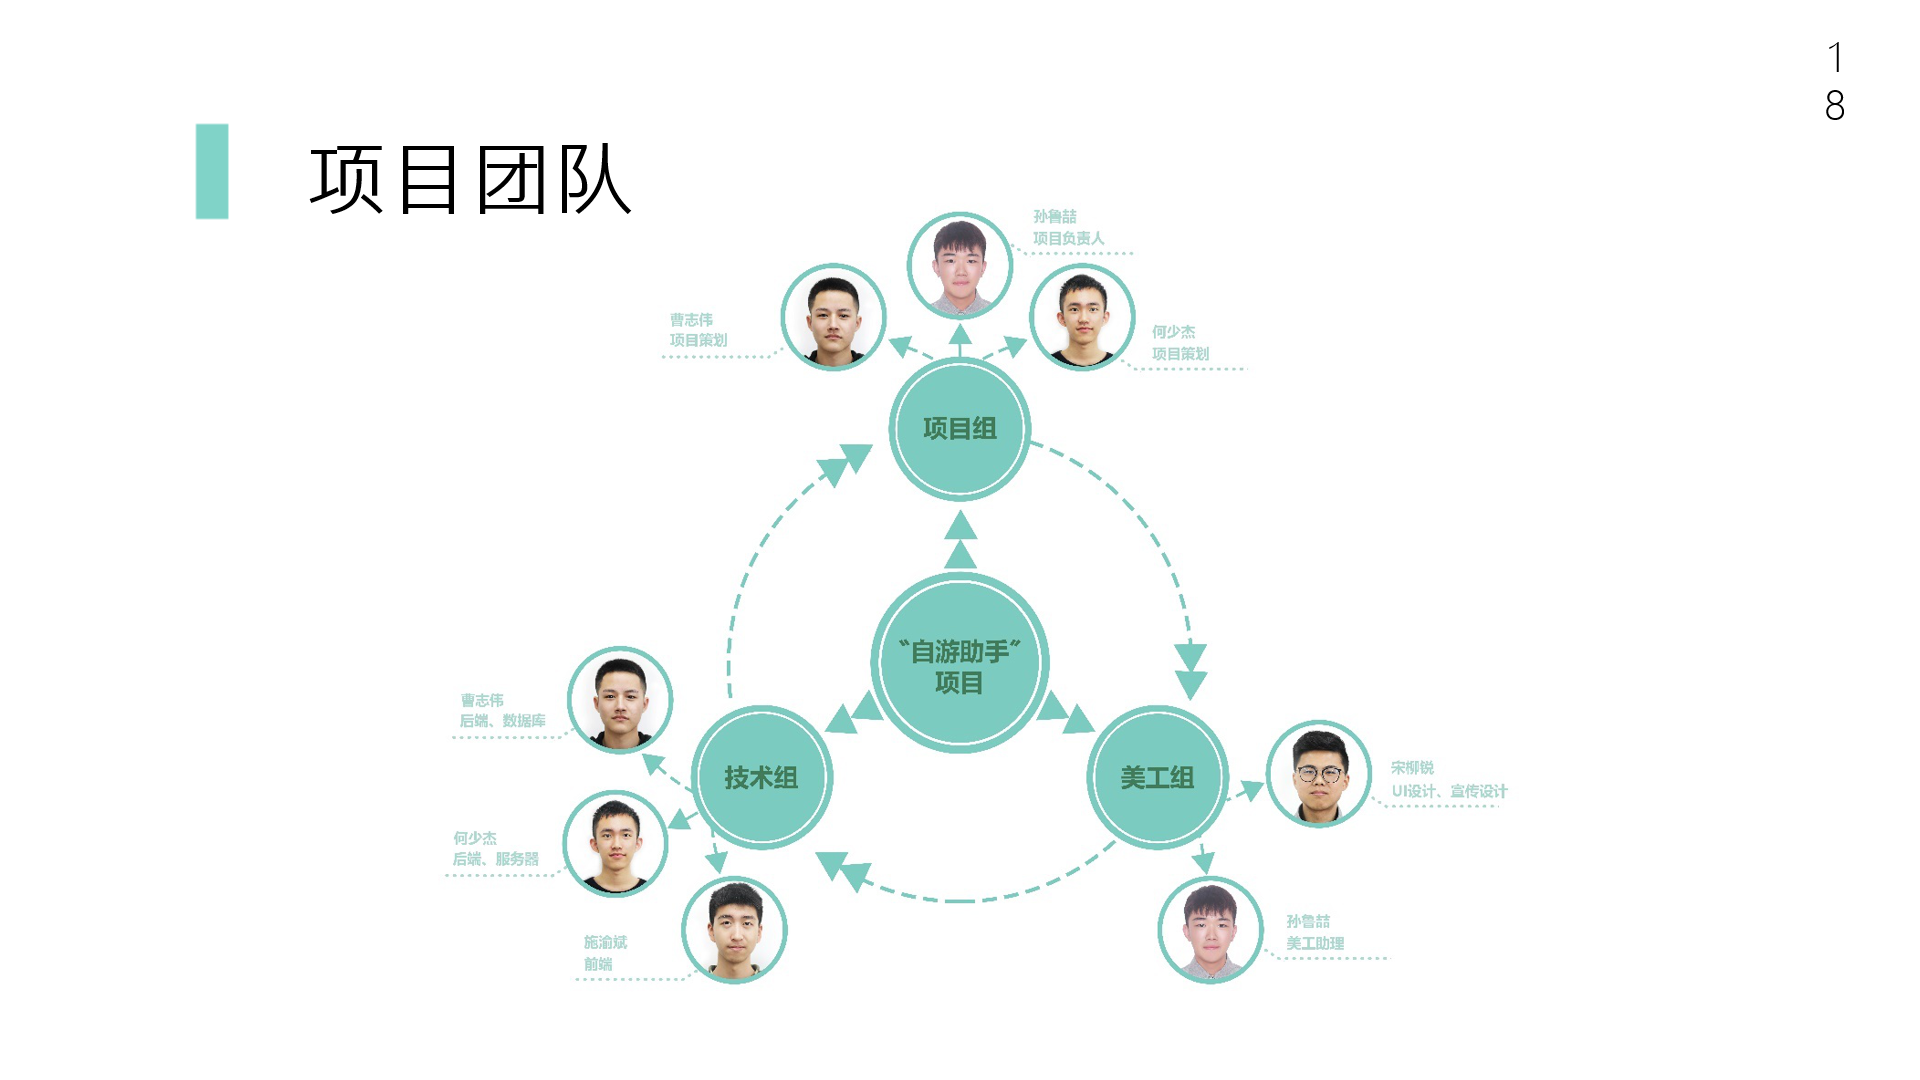 1
8
项目团队
孙鲁喆
项目负责人
曹志伟
项目策划
何少杰
项目策划
项目组
“自游助手”
项目
曹志伟
后端、数据库
技术组
美工组
宋柳锐
UI设计、宣传设计
何少杰
后端、服务器
施渝斌
前端
孙鲁喆
美工助理